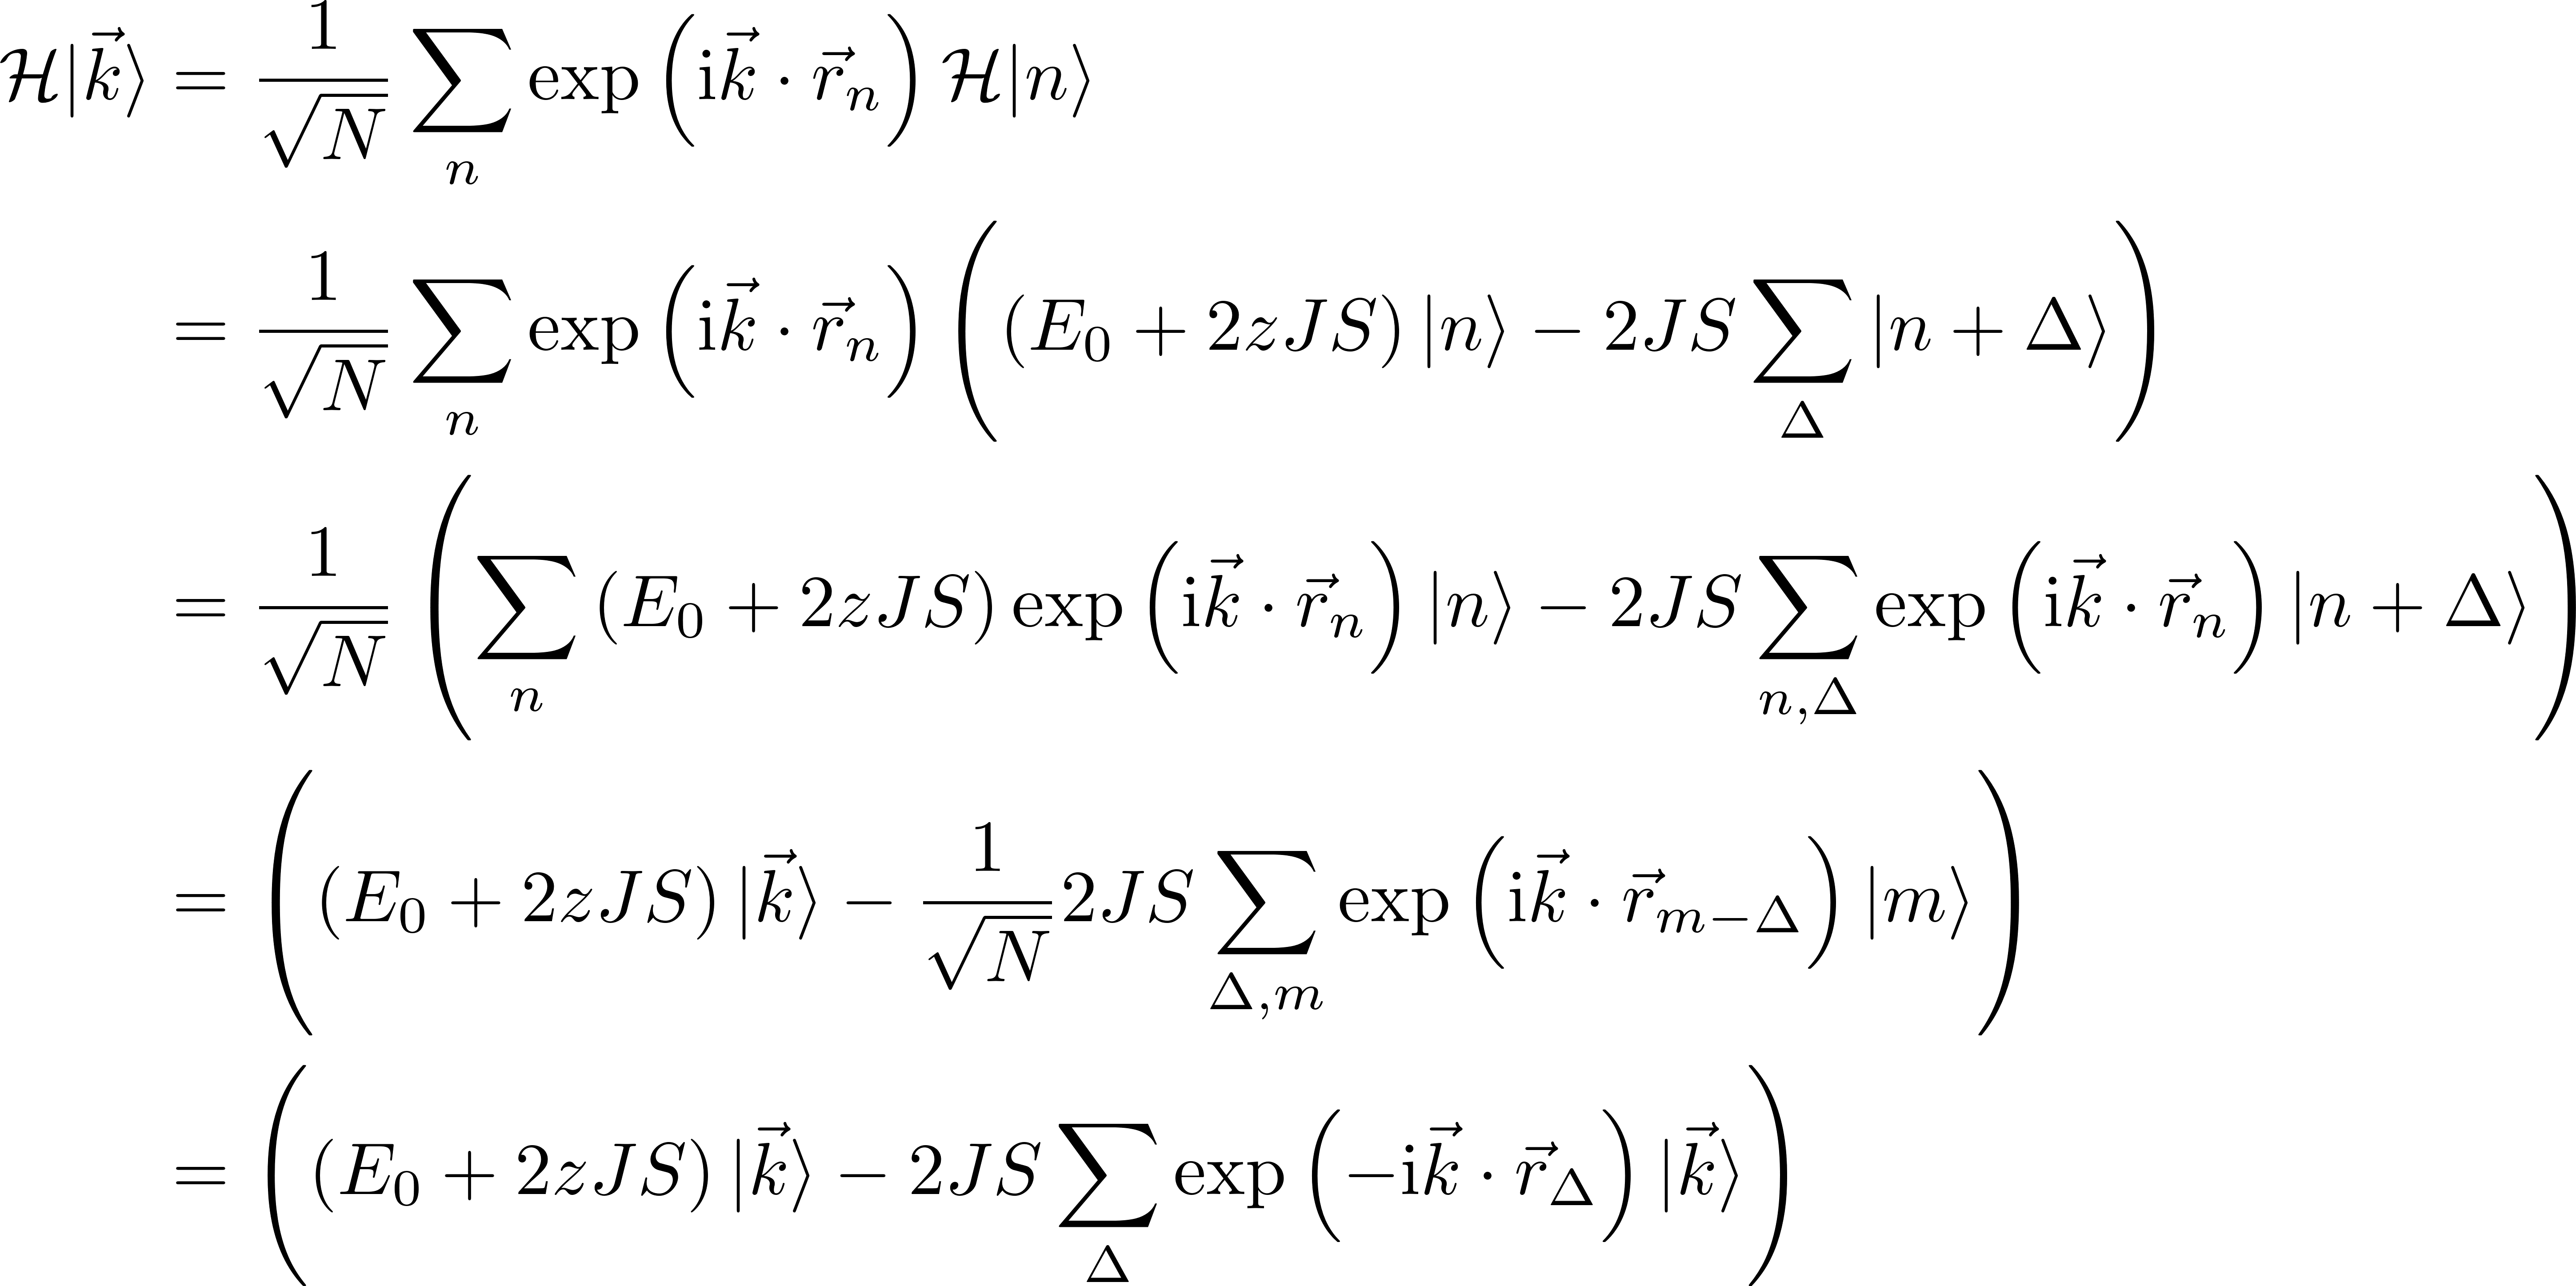 $\mathcal{H}|\vec{k}\rangle = \frac{1}{\sqrt{N}} \sum_{n} \exp\left(\mathrm{i}\vec{k}\cdot\vec{r}_n\right) \mathcal{H}|n\rangle$
$= \frac{1}{\sqrt{N}} \sum_{n} \exp\left(\mathrm{i}\vec{k}\cdot\vec{r}_n\right) \left( (E_0 + 2zJS)\,|n\rangle - 2JS \sum_{\Delta} |n+\Delta\rangle \right)$
$= \frac{1}{\sqrt{N}} \left( \sum_{n} (E_0 + 2zJS) \exp\left(\mathrm{i}\vec{k}\cdot\vec{r}_n\right) |n\rangle - 2JS \sum_{n,\Delta} \exp\left(\mathrm{i}\vec{k}\cdot\vec{r}_n\right) |n+\Delta\rangle \right)$
$= \left( (E_0 + 2zJS)\,|\vec{k}\rangle - \frac{1}{\sqrt{N}} 2JS \sum_{\Delta,m} \exp\left(\mathrm{i}\vec{k}\cdot\vec{r}_{m-\Delta}\right) |m\rangle \right)$
$= \left( (E_0 + 2zJS)\,|\vec{k}\rangle - 2JS \sum_{\Delta} \exp\left(-\mathrm{i}\vec{k}\cdot\vec{r}_{\Delta}\right) |\vec{k}\rangle \right)$